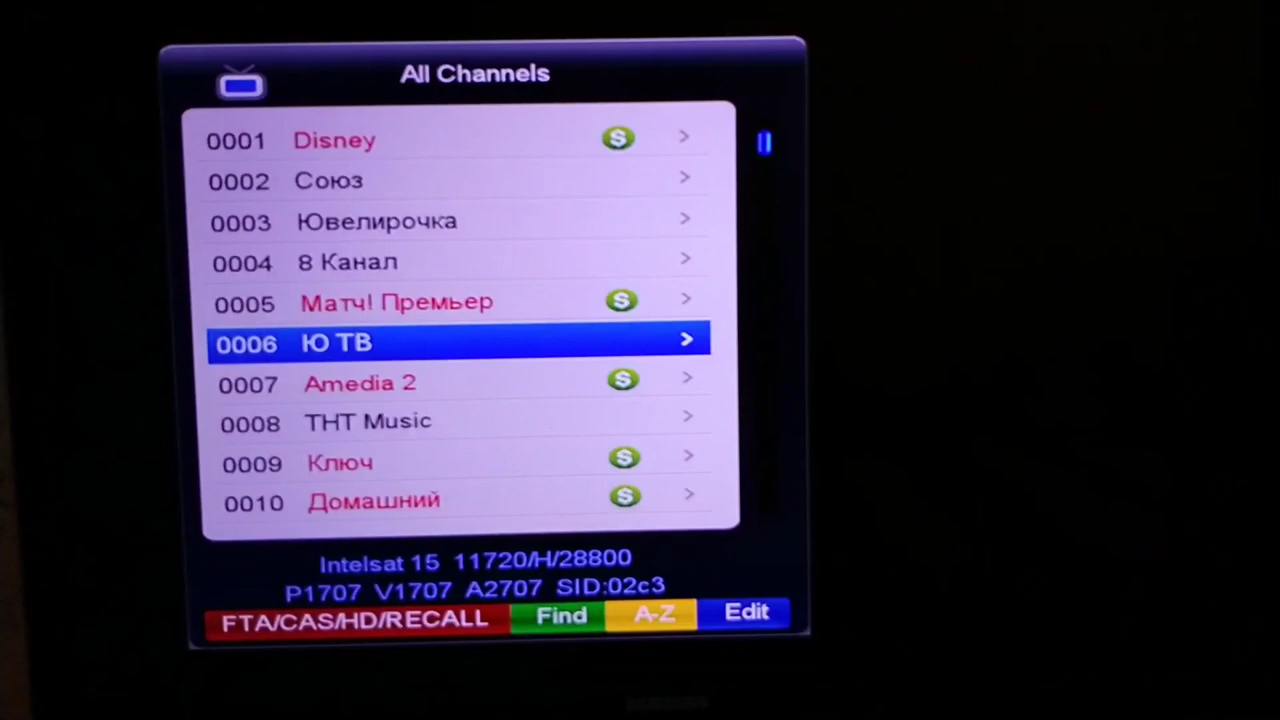 All Channels
0001 Disney $ >
0002 Союз >
0003 Ювелирочка >
0004 8 Канал >
0005 Матч! Премьер $ >
0006 Ю ТВ >
0007 Amedia 2 $ >
0008 ТНТ Music >
0009 Ключ $ >
0010 Домашний $ >
Intelsat 15 11720/H/28800
P1707 V1707 A2707 SID:02c3
FTA/CAS/HD/RECALL Find A-Z Edit